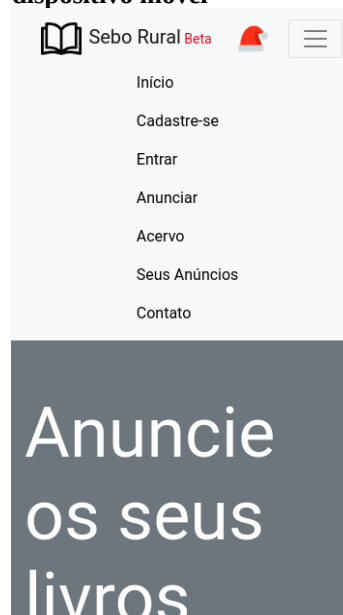 dispositivo móvel
Sebo Rural Beta
Início
Cadastre-se
Entrar
Anunciar
Acervo
Seus Anúncios
Contato
Anuncie
os seus
livros